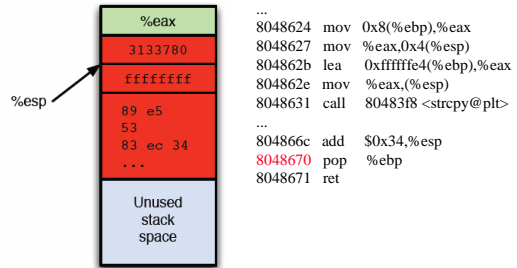 %eax
3133780
ffffffff
%esp
89 e5
53
83 ec 34
...
Unused
stack
space
...
8048624 mov 0x8(%ebp),%eax
8048627 mov %eax,0x4(%esp)
804862b lea 0xffffffe4(%ebp),%eax
804862e mov %eax,(%esp)
8048631 call 80483f8 <strcpy@plt>
...
804866c add $0x34,%esp
8048670 pop %ebp
8048671 ret